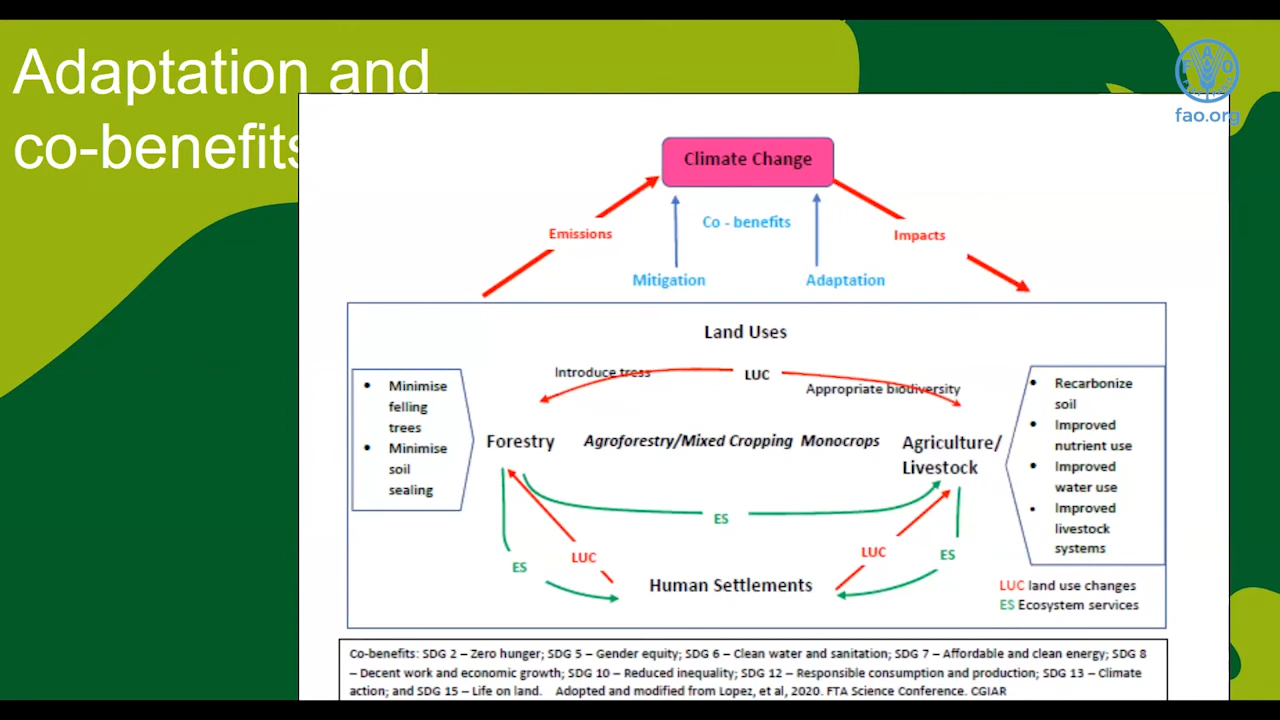 Adaptation and
co-benefits
FAO
fao.org
Climate Change
Co - benefits
Emissions
Impacts
Mitigation
Adaptation
Land Uses
Introduce tress
LUC
Appropriate biodiversity
• Minimise
felling
trees
• Minimise
soil
sealing
Forestry
Agroforestry/Mixed Cropping Monocrops
Agriculture/
Livestock
• Recarbonize
soil
• Improved
nutrient use
• Improved
water use
• Improved
livestock
systems
ES
LUC
ES
LUC
ES
Human Settlements
LUC land use changes
ES Ecosystem services
Co-benefits: SDG 2 – Zero hunger; SDG 5 – Gender equity; SDG 6 – Clean water and sanitation; SDG 7 – Affordable and clean energy; SDG 8
– Decent work and economic growth; SDG 10 – Reduced inequality; SDG 12 – Responsible consumption and production; SDG 13 – Climate
action; and SDG 15 – Life on land. Adopted and modified from Lopez, et al, 2020. FTA Science Conference. CGIAR